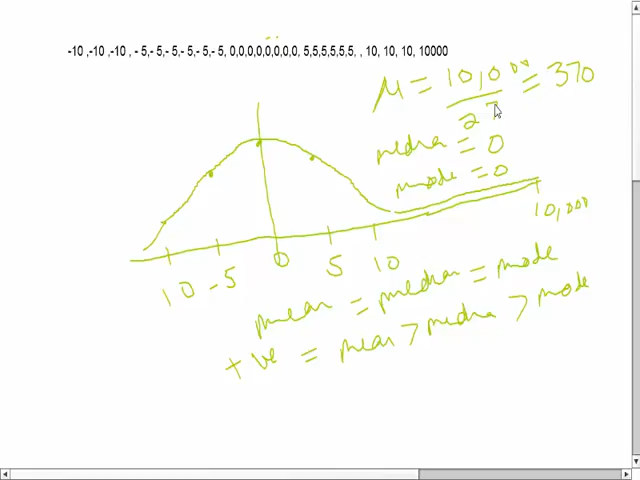 -10 ,-10 ,-10 , - 5,- 5,- 5,- 5,- 5,- 5, 0,0,0,0,0,0,0,0, 5,5,5,5,5,5, , 10, 10, 10, 10000
μ = 10,000 / 27 = 370
median = 0
mode = 0
10,000
10 -5 0 5 10
mean = median = mode
+ ve = mean > median > mode